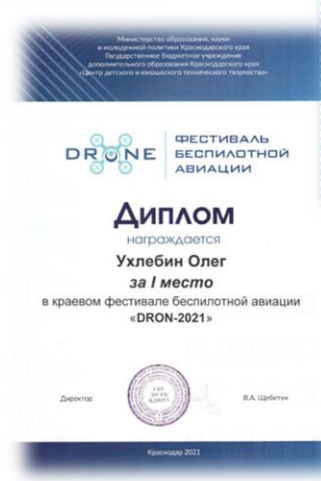 Министерство образования, науки
и молодежной политики Краснодарского края
Государственное бюджетное учреждение
дополнительного образования Краснодарского края
«Центр детского и юношеского технического творчества»
DRONE
ФЕСТИВАЛЬ
БЕСПИЛОТНОЙ
АВИАЦИИ
Диплом
награждается
Ухлебин Олег
за I место
в краевом фестивале беспилотной авиации
«DRON-2021»
Директор
В.А. Щебетун
Краснодар 2021